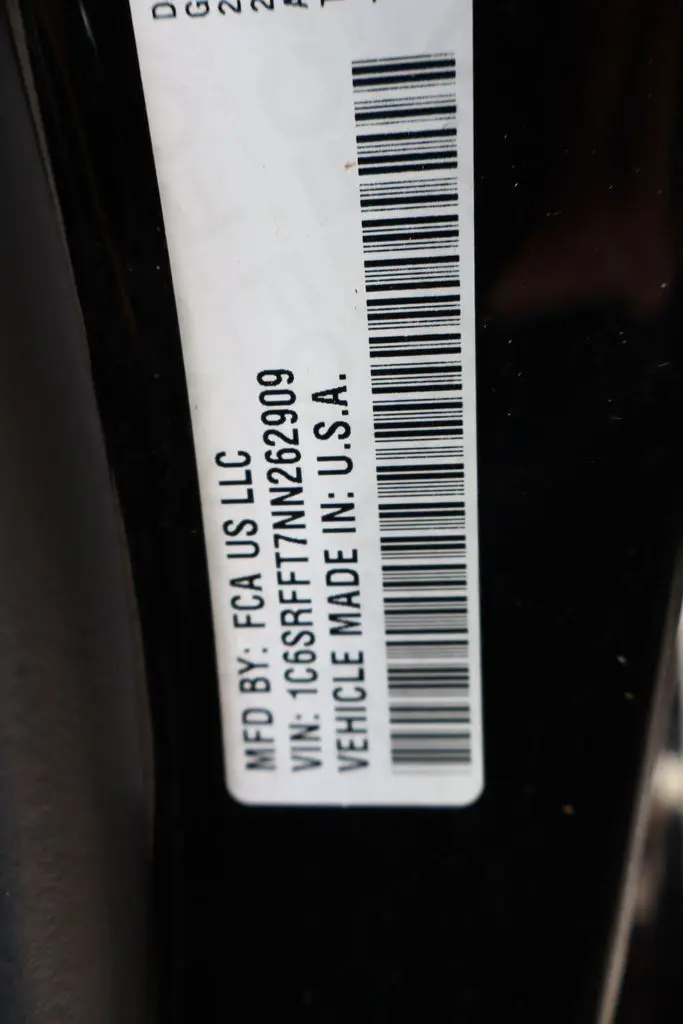 MFD BY: FCA US LLC
VIN: 1C6SRFFT7NN262909
VEHICLE MADE IN: U.S.A.